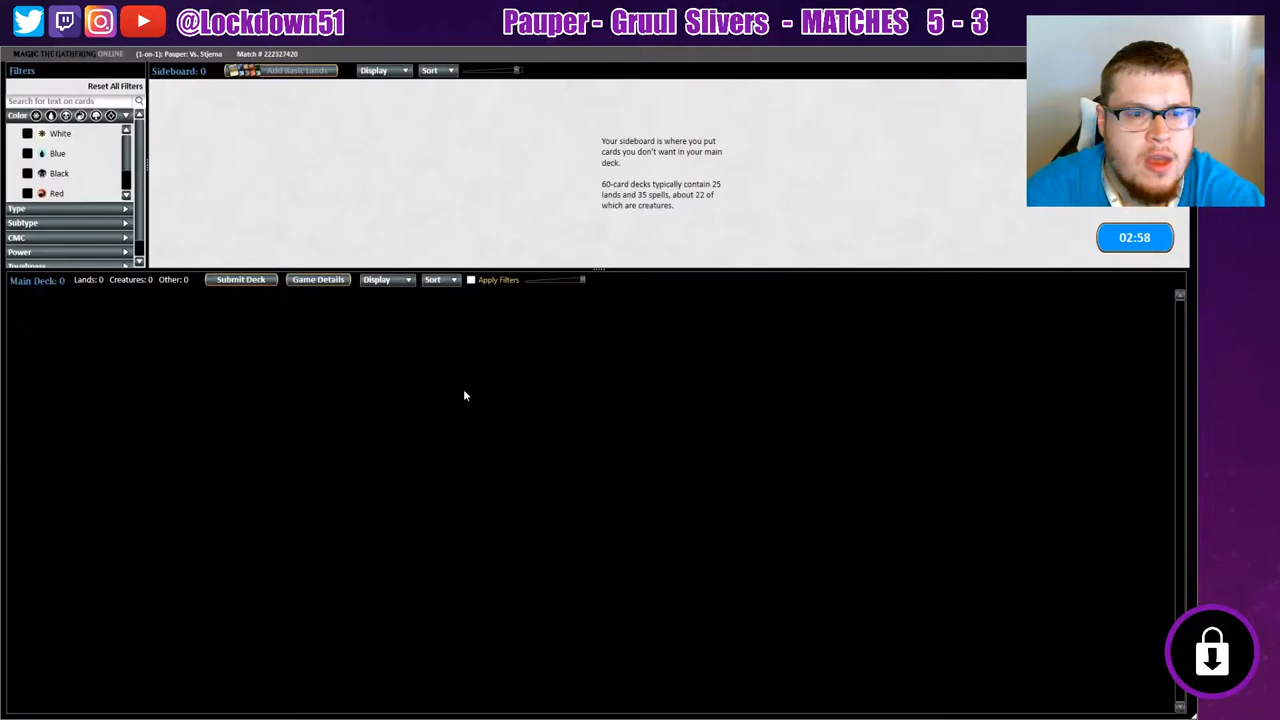 @Lockdown51
Pauper - Gruul Slivers - MATCHES 5 - 3
MAGIC THE GATHERING ONLINE (1-on-1): Pauper: Vs. Stjerna Match # 222327420
Filters
Sideboard: 0 Add Basic Lands Display Sort
Reset All Filters
Search for text on cards
Color
White
Blue
Black
Red
Type
Subtype
CMC
Power
Toughness
Your sideboard is where you put
cards you don't want in your main
deck.
60-card decks typically contain 25
lands and 35 spells, about 22 of
which are creatures.
02:58
Main Deck: 0 Lands: 0 Creatures: 0 Other: 0 Submit Deck Game Details Display Sort Apply Filters